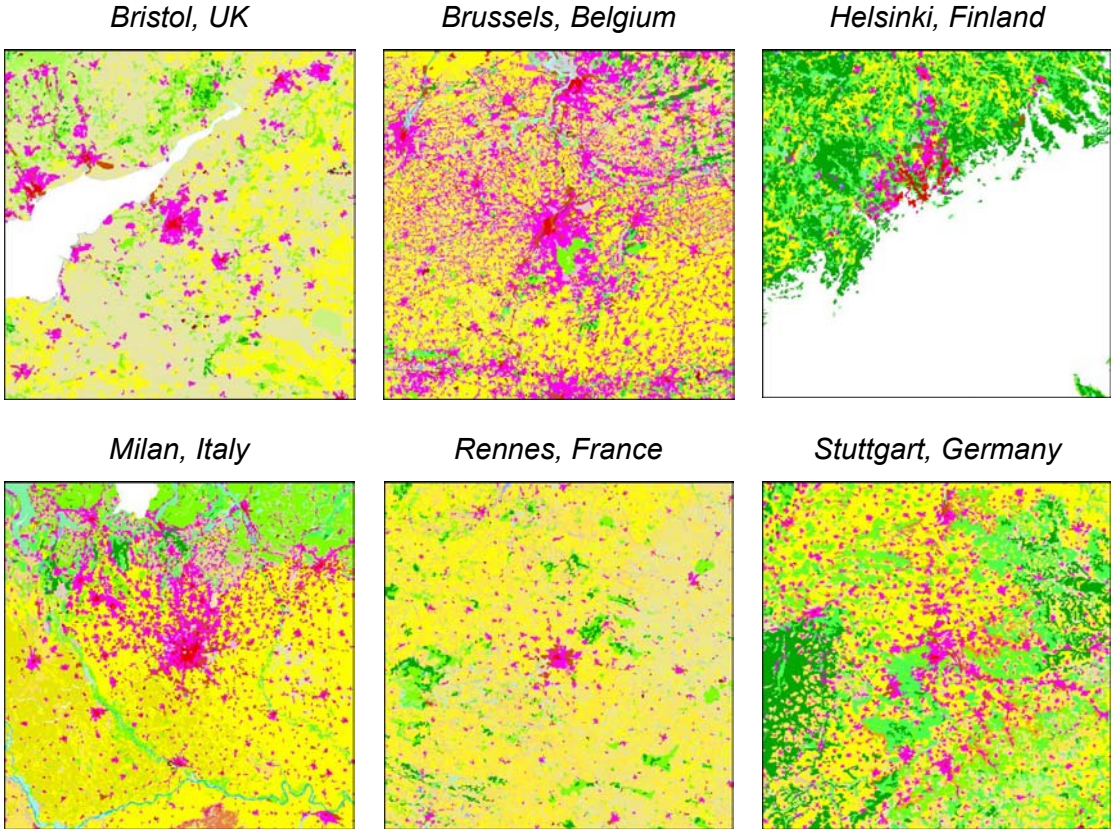 Bristol, UK
Brussels, Belgium
Helsinki, Finland
Milan, Italy
Rennes, France
Stuttgart, Germany